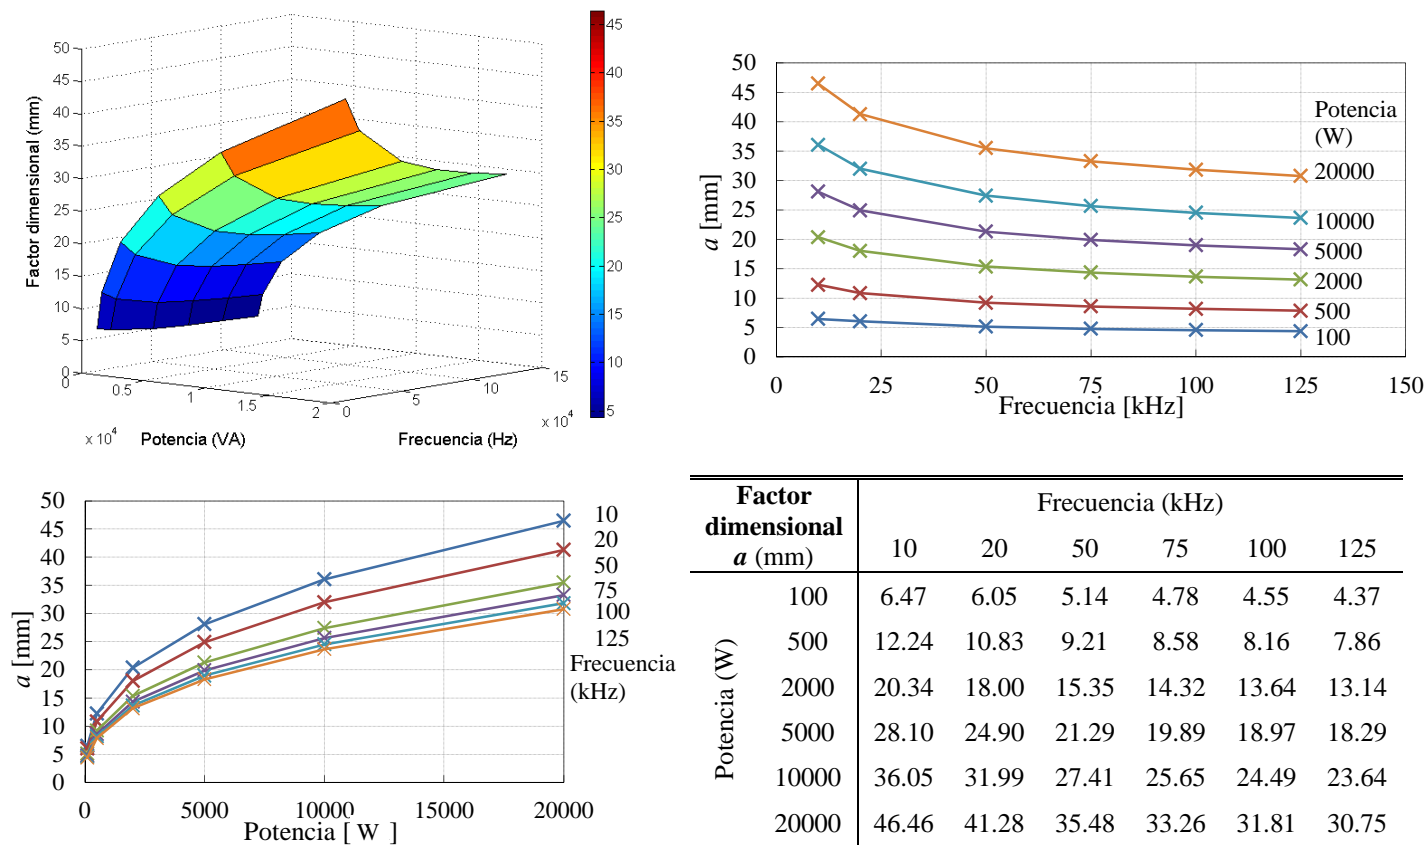 50
45
40
35
30
25
20
15
10
5
0
Factor dimensional (mm)
0
0.5
1
1.5
2
x 10^4
Potencia (VA)
0
5
10
15
x 10^4
Frecuencia (Hz)
45
40
35
30
25
20
15
10
5
50
45
40
35
30
25
20
15
10
5
0
a [mm]
0 25 50 75 100 125 150
Frecuencia [kHz]
Potencia
(W)
20000
10000
5000
2000
500
100
50
45
40
35
30
25
20
15
10
5
0
a [mm]
0 5000 10000 15000 20000
Potencia [ W ]
10
20
50
75
100
125
Frecuencia
(kHz)
Factor dimensional a (mm)
Frecuencia (kHz)
10 20 50 75 100 125
Potencia (W)
100 6.47 6.05 5.14 4.78 4.55 4.37
500 12.24 10.83 9.21 8.58 8.16 7.86
2000 20.34 18.00 15.35 14.32 13.64 13.14
5000 28.10 24.90 21.29 19.89 18.97 18.29
10000 36.05 31.99 27.41 25.65 24.49 23.64
20000 46.46 41.28 35.48 33.26 31.81 30.75